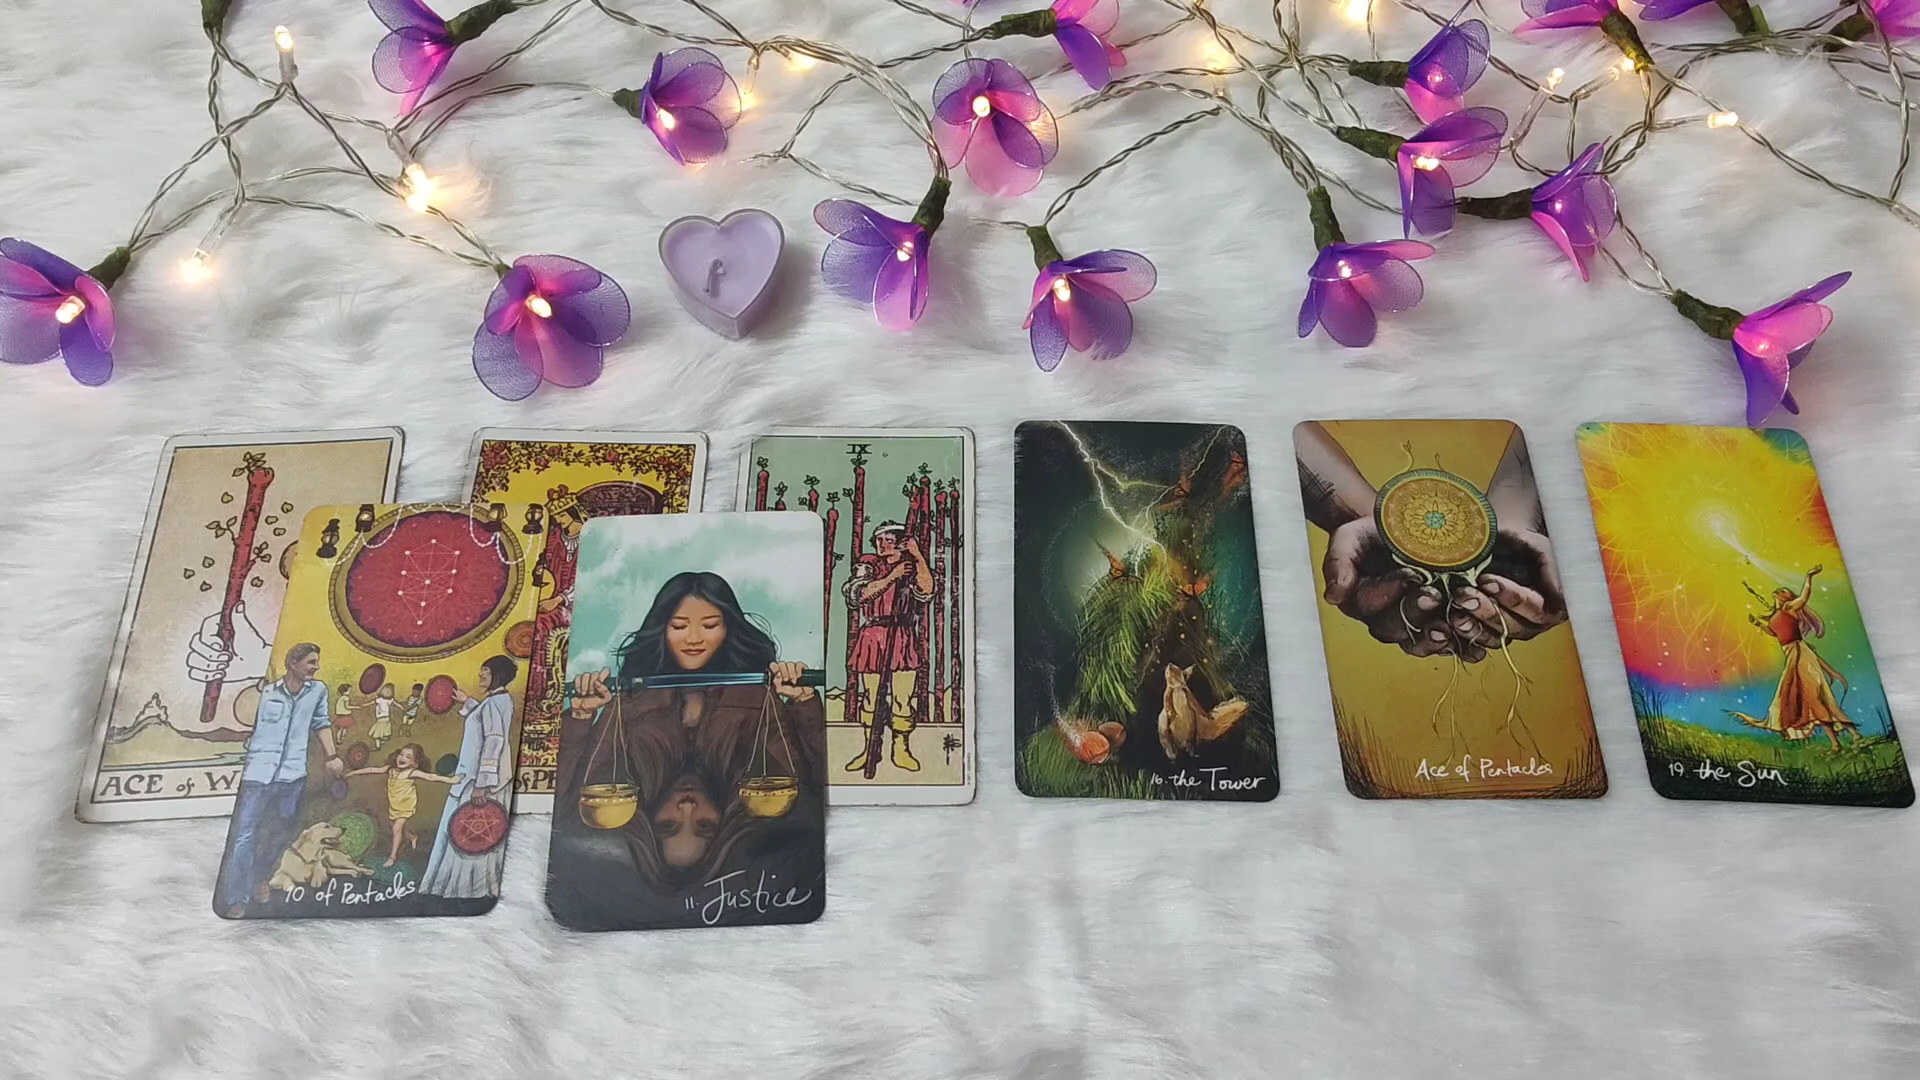 ACE of W
IX
10 of Pentacles
11. Justice
16. the Tower
Ace of Pentacles
19 the Sun